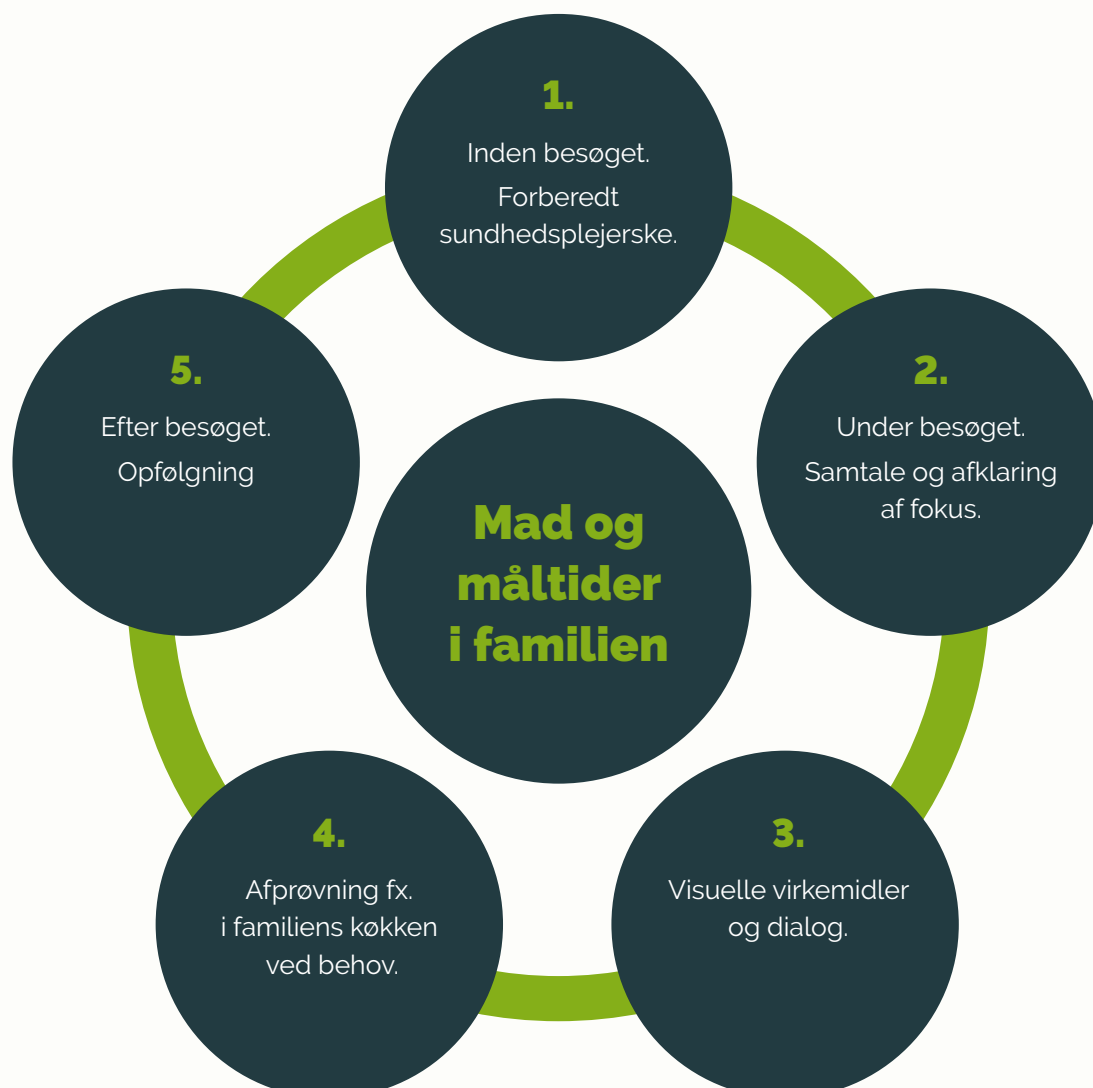 1.
Inden besøget.
Forberedt
sundhedsplejerske.
2.
Under besøget.
Samtale og afklaring
af fokus.
3.
Visuelle virkemidler
og dialog.
4.
Afprøvning fx.
i familiens køkken
ved behov.
5.
Efter besøget.
Opfølgning
Mad og
måltider
i familien